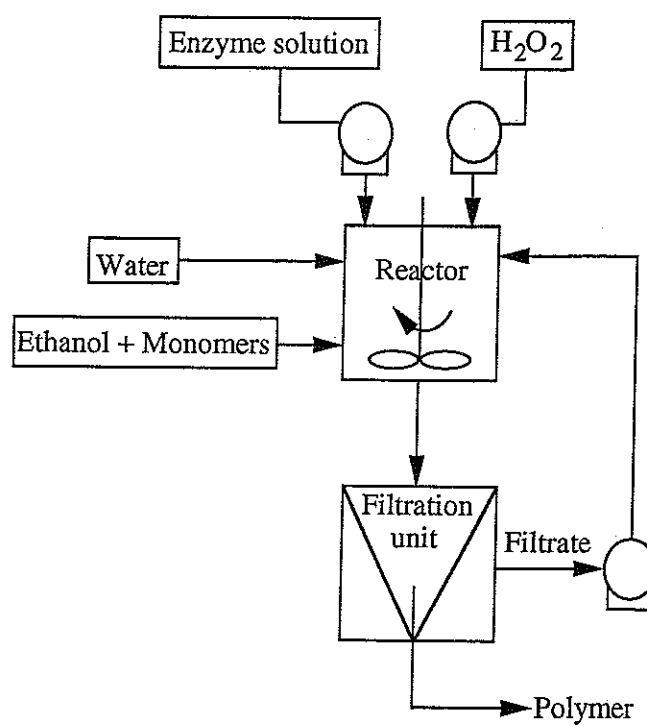 Enzyme solution
H₂O₂
Water
Reactor
Ethanol + Monomers
Filtration
unit
Filtrate
Polymer